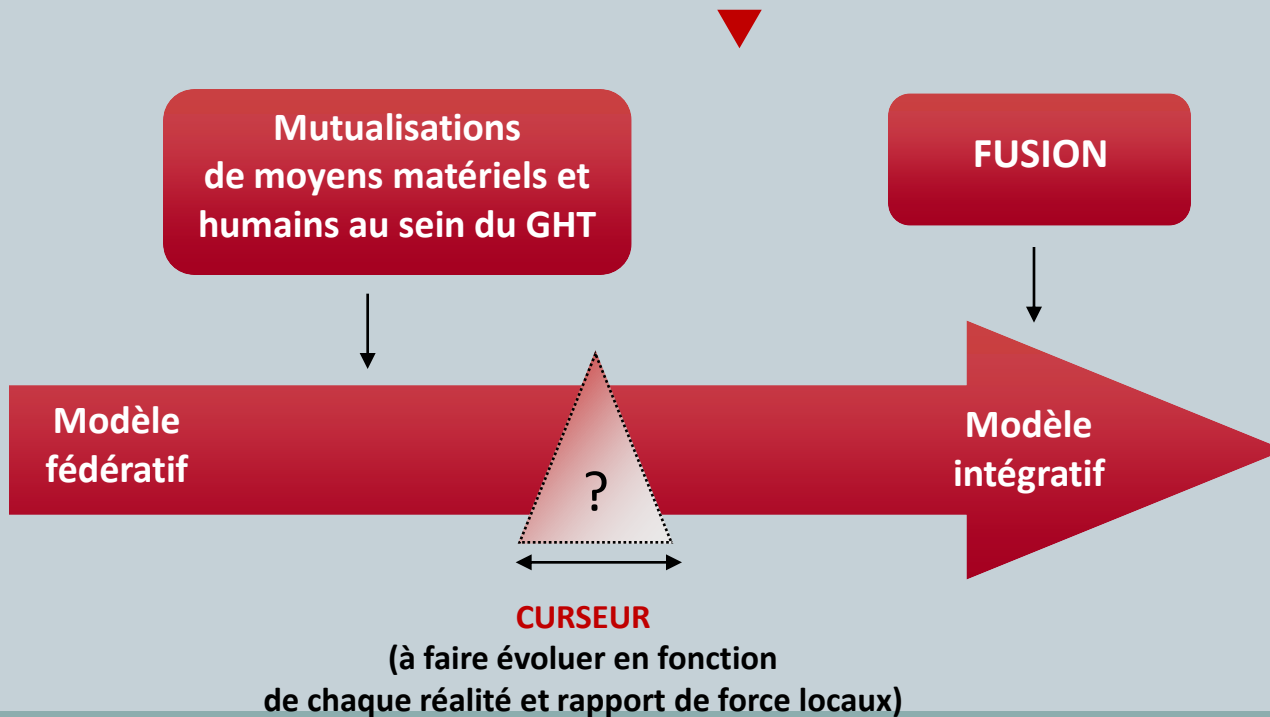 Mutualisations
de moyens matériels et
humains au sein du GHT
FUSION
Modèle
fédératif
?
Modèle
intégratif
CURSEUR
(à faire évoluer en fonction
de chaque réalité et rapport de force locaux)